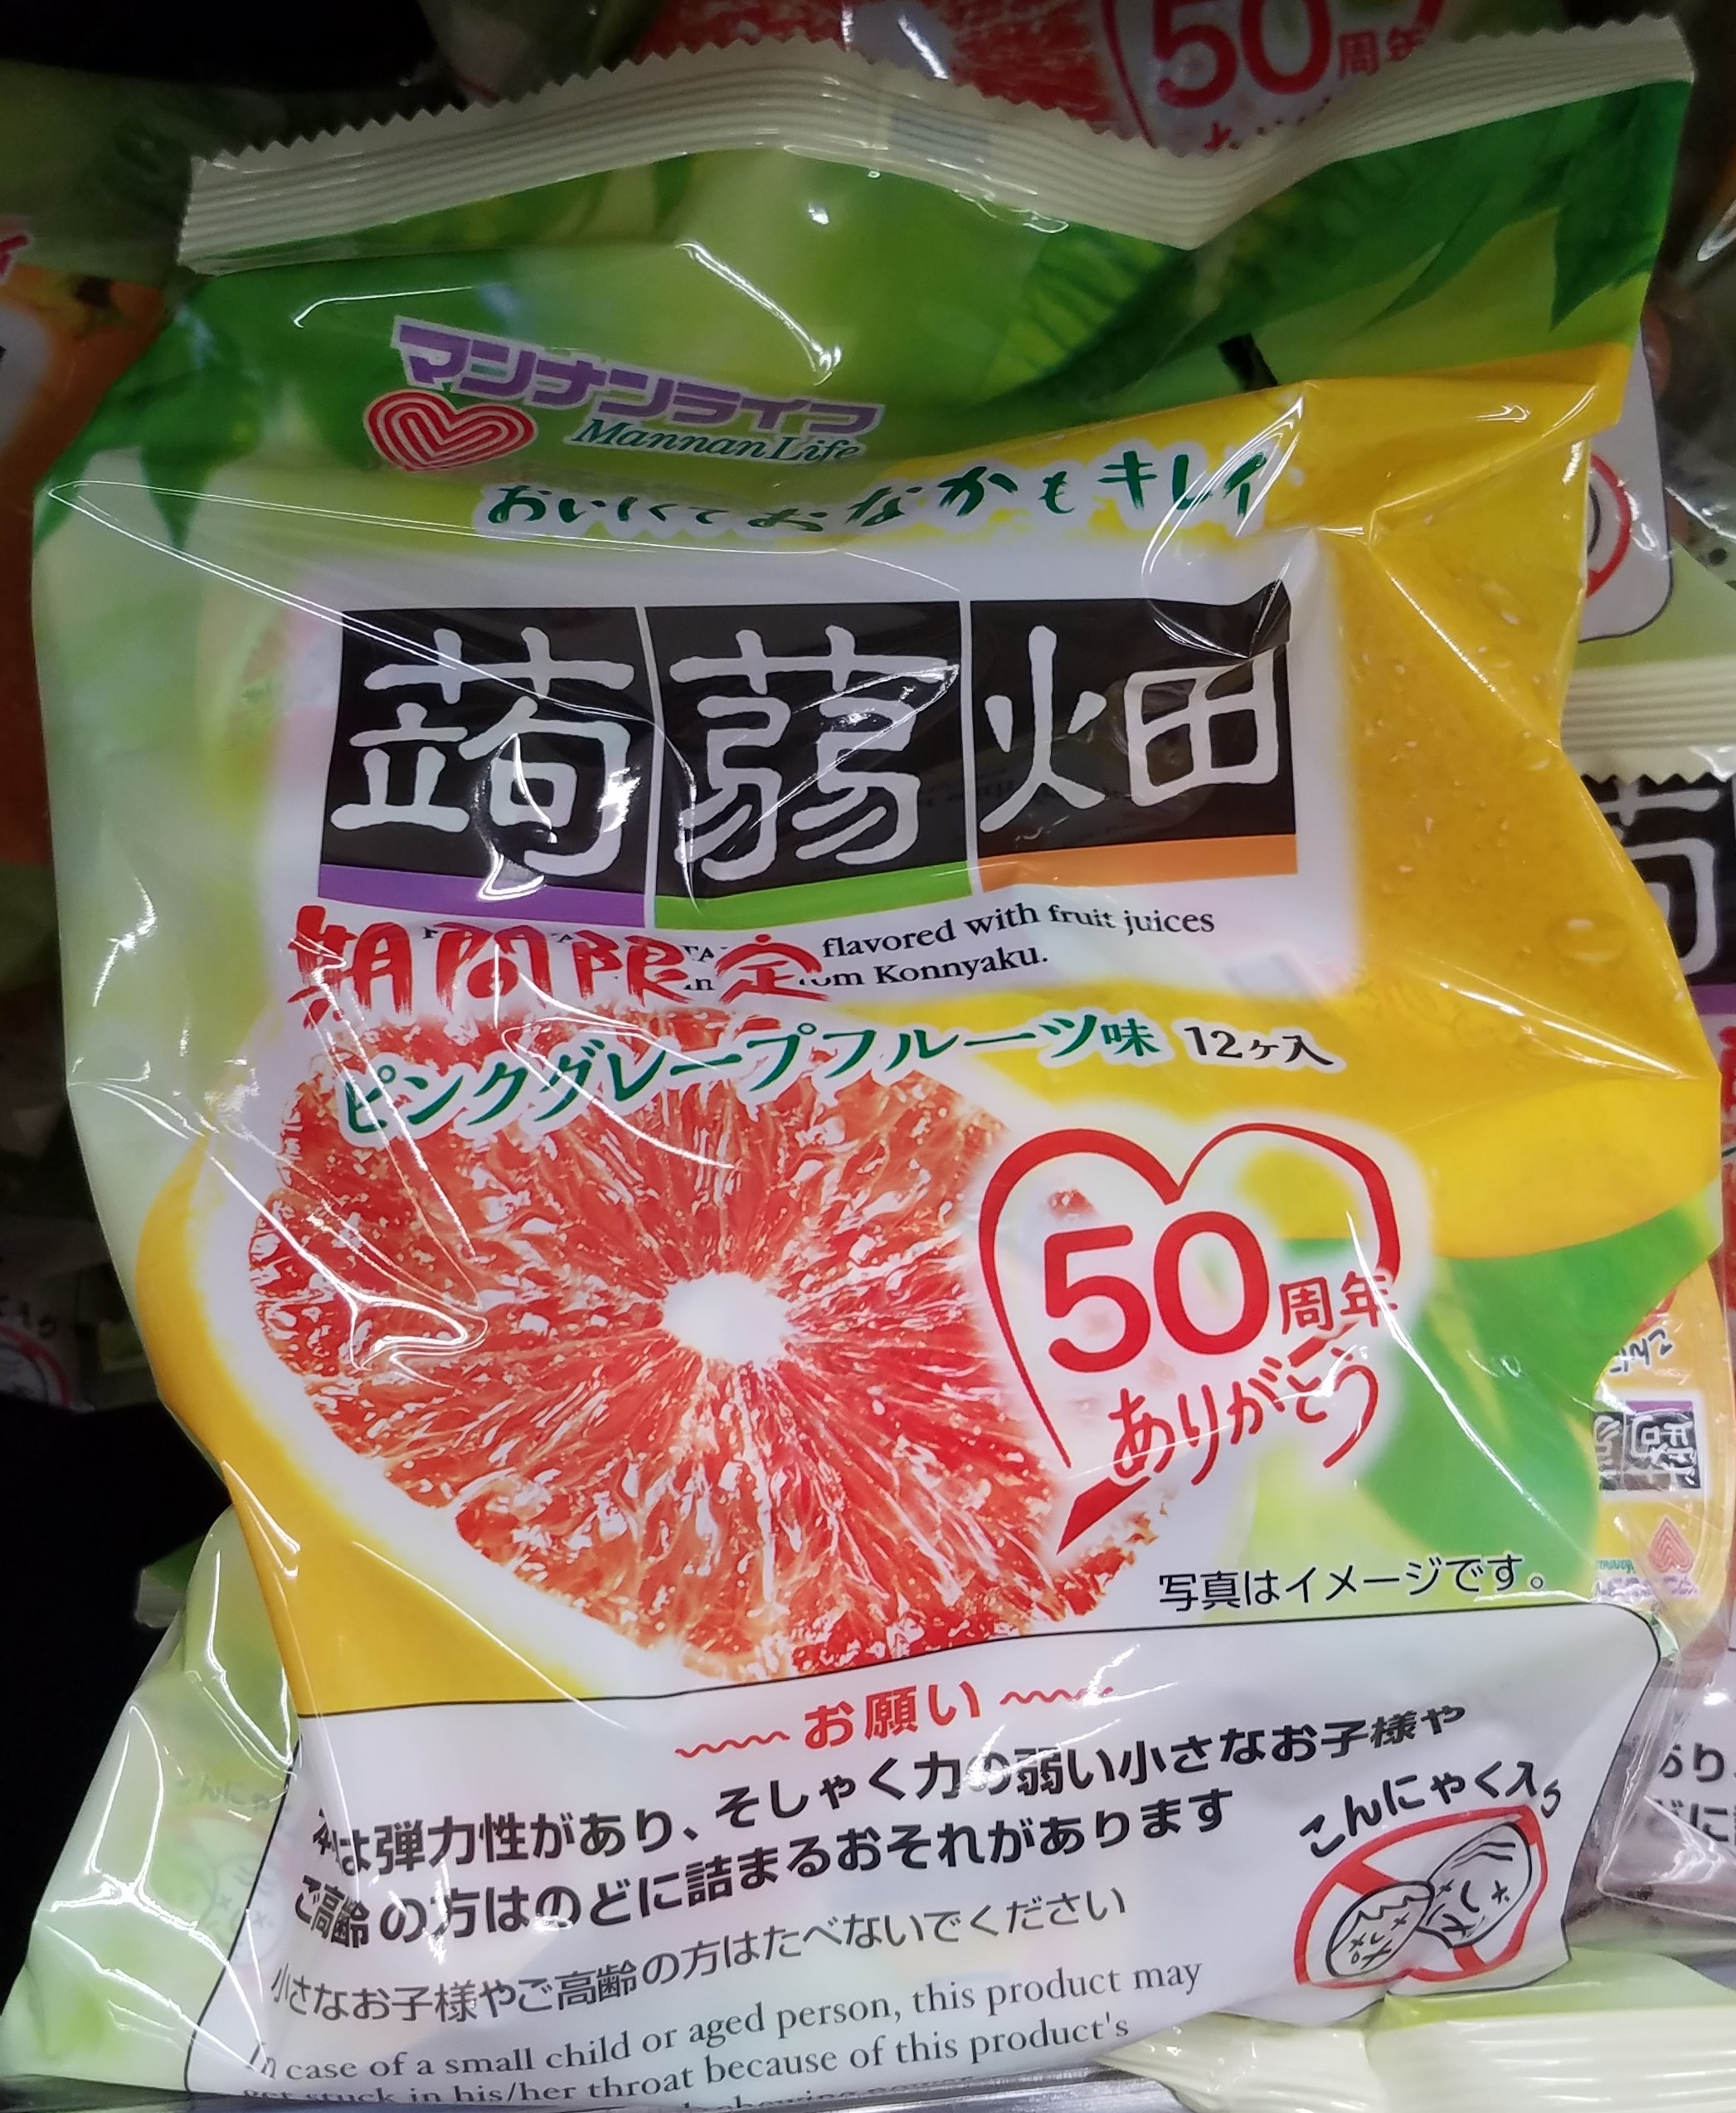 マンナンライフ
MannanLife
おいしくておなかもキレイ
蒟蒻畑
期間限定
flavored with fruit juices
Konnyaku.
ピンクグレープフルーツ味 12ヶ入
50周年
ありがとう
写真はイメージです。
お願い
は弾力性があり、そしゃく力の弱い小さなお子様や
ご高齢の方はのどに詰まるおそれがあります
小さなお子様やご高齢の方はたべないでください
In case of a small child or aged person, this product may
get stuck in his/her throat because of this product's
こんにゃく入り
50周年